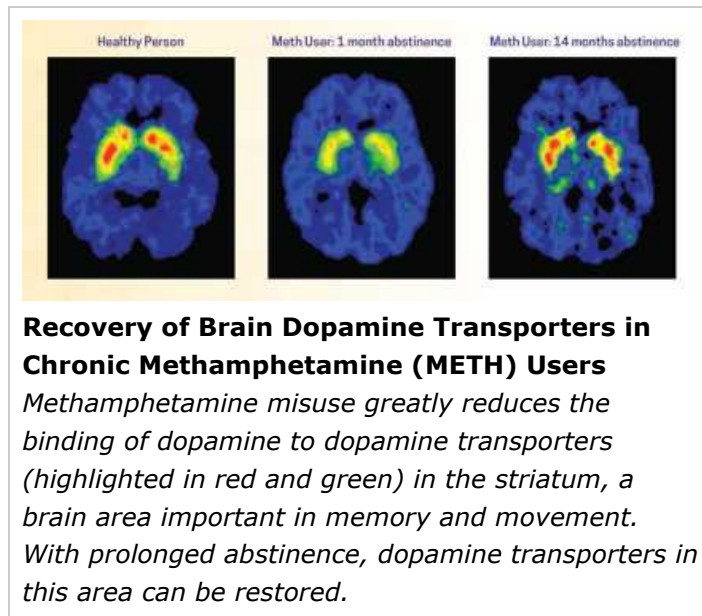 Healthy Person Meth User: 1 month abstinence Meth User: 14 months abstinence
Recovery of Brain Dopamine Transporters in
Chronic Methamphetamine (METH) Users
Methamphetamine misuse greatly reduces the
binding of dopamine to dopamine transporters
(highlighted in red and green) in the striatum, a
brain area important in memory and movement.
With prolonged abstinence, dopamine transporters in
this area can be restored.